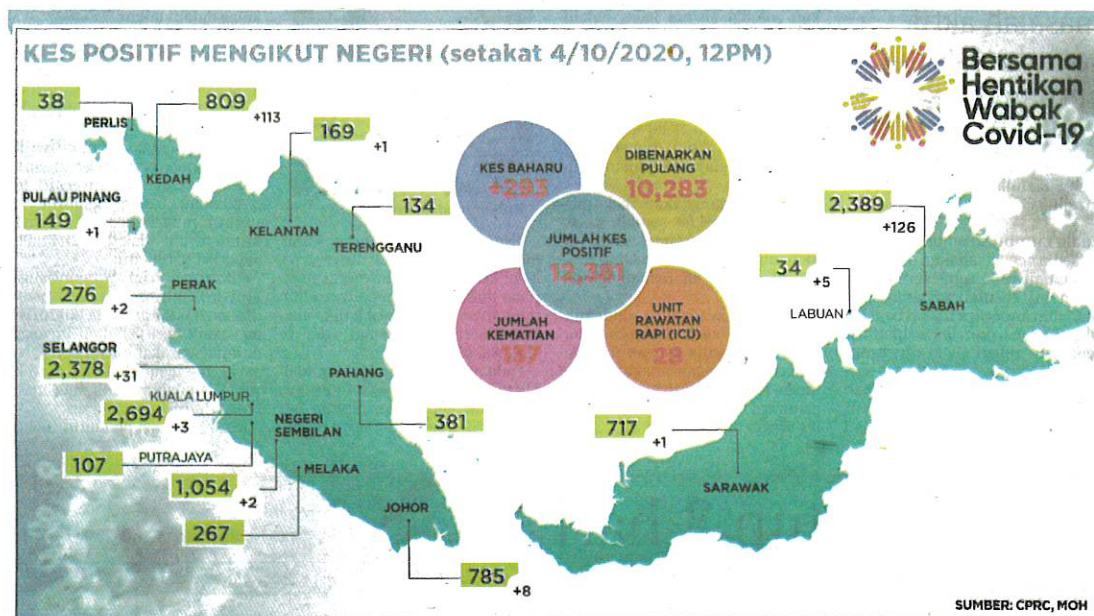 KES POSITIF MENGIKUT NEGERI (setakat 4/10/2020, 12PM)
Bersama
Hentikan
Wabak
Covid-19
38
PERLIS
809
+113
KEDAH
169
+1
KELANTAN
134
TERENGGANU
PULAU PINANG
149
+1
276
+2
PERAK
SELANGOR
2,378
+31
KUALA LUMPUR
2,694
+3
107
PUTRAJAYA
NEGERI
SEMBILAN
1,054
+2
MELAKA
267
PAHANG
381
JOHOR
785
+8
KES BAHARU
+293
DIBENARKAN
PULANG
10,283
JUMLAH KES
POSITIF
12,381
JUMLAH
KEMATIAN
137
UNIT
RAWATAN
RAPI (ICU)
28
2,389
+126
SABAH
34
+5
LABUAN
717
+1
SARAWAK
SUMBER: CPRC, MOH